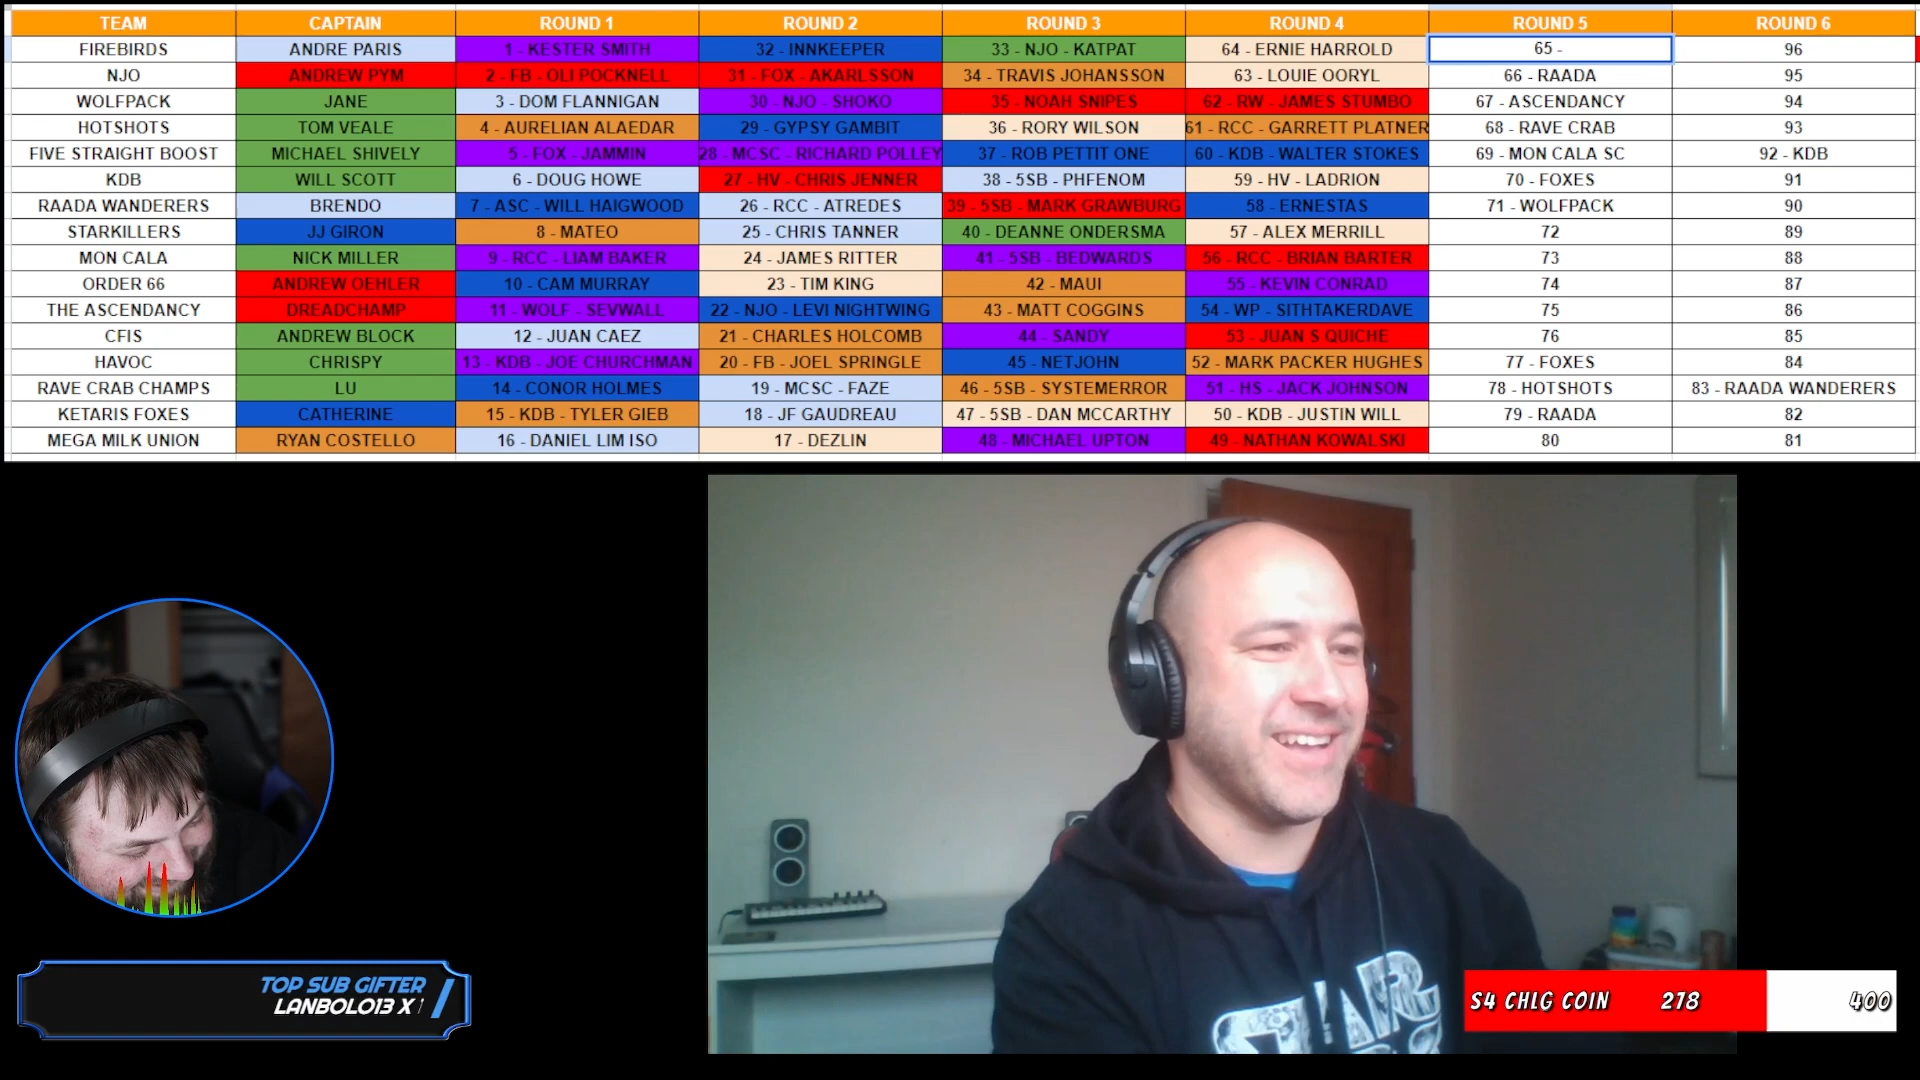 TEAM CAPTAIN ROUND 1 ROUND 2 ROUND 3 ROUND 4 ROUND 5 ROUND 6
FIREBIRDS ANDRE PARIS 1 - KESTER SMITH 32 - INNKEEPER 33 - NJO - KATPAT 64 - ERNIE HARROLD 65 - 96
NJO ANDREW PYM 2 - FB - OLI POCKNELL 31 - FOX - AKARLSSON 34 - TRAVIS JOHANSSON 63 - LOUIE OORYL 66 - RAADA 95
WOLFPACK JANE 3 - DOM FLANNIGAN 30 - NJO - SHOKO 35 - NOAH SNIPES 62 - RW - JAMES STUMBO 67 - ASCENDANCY 94
HOTSHOTS TOM VEALE 4 - AURELIAN ALAEDAR 29 - GYPSY GAMBIT 36 - RORY WILSON 61 - RCC - GARRETT PLATNER 68 - RAVE CRAB 93
FIVE STRAIGHT BOOST MICHAEL SHIVELY 5 - FOX - JAMMIN 28 - MCSC - RICHARD POLLEY 37 - ROB PETTIT ONE 60 - KDB - WALTER STOKES 69 - MON CALA SC 92 - KDB
KDB WILL SCOTT 6 - DOUG HOWE 27 - HV - CHRIS JENNER 38 - 5SB - PHFENOM 59 - HV - LADRION 70 - FOXES 91
RAADA WANDERERS BRENDO 7 - ASC - WILL HAIGWOOD 26 - RCC - ATREDES 39 - 5SB - MARK GRAWBURG 58 - ERNESTAS 71 - WOLFPACK 90
STARKILLERS JJ GIRON 8 - MATEO 25 - CHRIS TANNER 40 - DEANNE ONDERSMA 57 - ALEX MERRILL 72 89
MON CALA NICK MILLER 9 - RCC - LIAM BAKER 24 - JAMES RITTER 41 - 5SB - BEDWARDS 56 - RCC - BRIAN BARTER 73 88
ORDER 66 ANDREW OEHLER 10 - CAM MURRAY 23 - TIM KING 42 - MAUI 55 - KEVIN CONRAD 74 87
THE ASCENDANCY DREADCHAMP 11 - WOLF - SEVWALL 22 - NJO - LEVI NIGHTWING 43 - MATT COGGINS 54 - WP - SITHTAKERDAVE 75 86
CFIS ANDREW BLOCK 12 - JUAN CAEZ 21 - CHARLES HOLCOMB 44 - SANDY 53 - JUAN S QUICHE 76 85
HAVOC CHRISPY 13 - KDB - JOE CHURCHMAN 20 - FB - JOEL SPRINGLE 45 - NETJOHN 52 - MARK PACKER HUGHES 77 - FOXES 84
RAVE CRAB CHAMPS LU 14 - CONOR HOLMES 19 - MCSC - FAZE 46 - 5SB - SYSTEMERROR 51 - HS - JACK JOHNSON 78 - HOTSHOTS 83 - RAADA WANDERERS
KETARIS FOXES CATHERINE 15 - KDB - TYLER GIEB 18 - JF GAUDREAU 47 - 5SB - DAN MCCARTHY 50 - KDB - JUSTIN WILL 79 - RAADA 82
MEGA MILK UNION RYAN COSTELLO 16 - DANIEL LIM ISO 17 - DEZLIN 48 - MICHAEL UPTON 49 - NATHAN KOWALSKI 80 81
TOP SUB GIFTER
LANBOLO13 X
S4 CHLG COIN 278 400